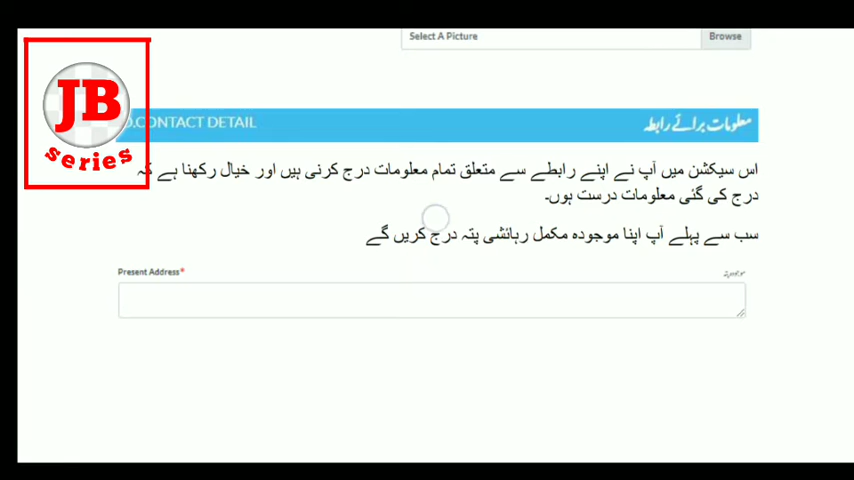 Select A Picture
Browse
JB
series
.CONTACT DETAIL
معلومات برائے رابطہ
اس سیکشن میں آپ نے اپنے رابطے سے متعلق تمام معلومات درج کرنی ہیں اور خیال رکھنا ہے کہ
درج کی گئی معلومات درست ہوں۔
سب سے پہلے آپ اپنا موجودہ مکمل رہائشی پتہ درج کریں گے
Present Address*
موجودہ پتہ